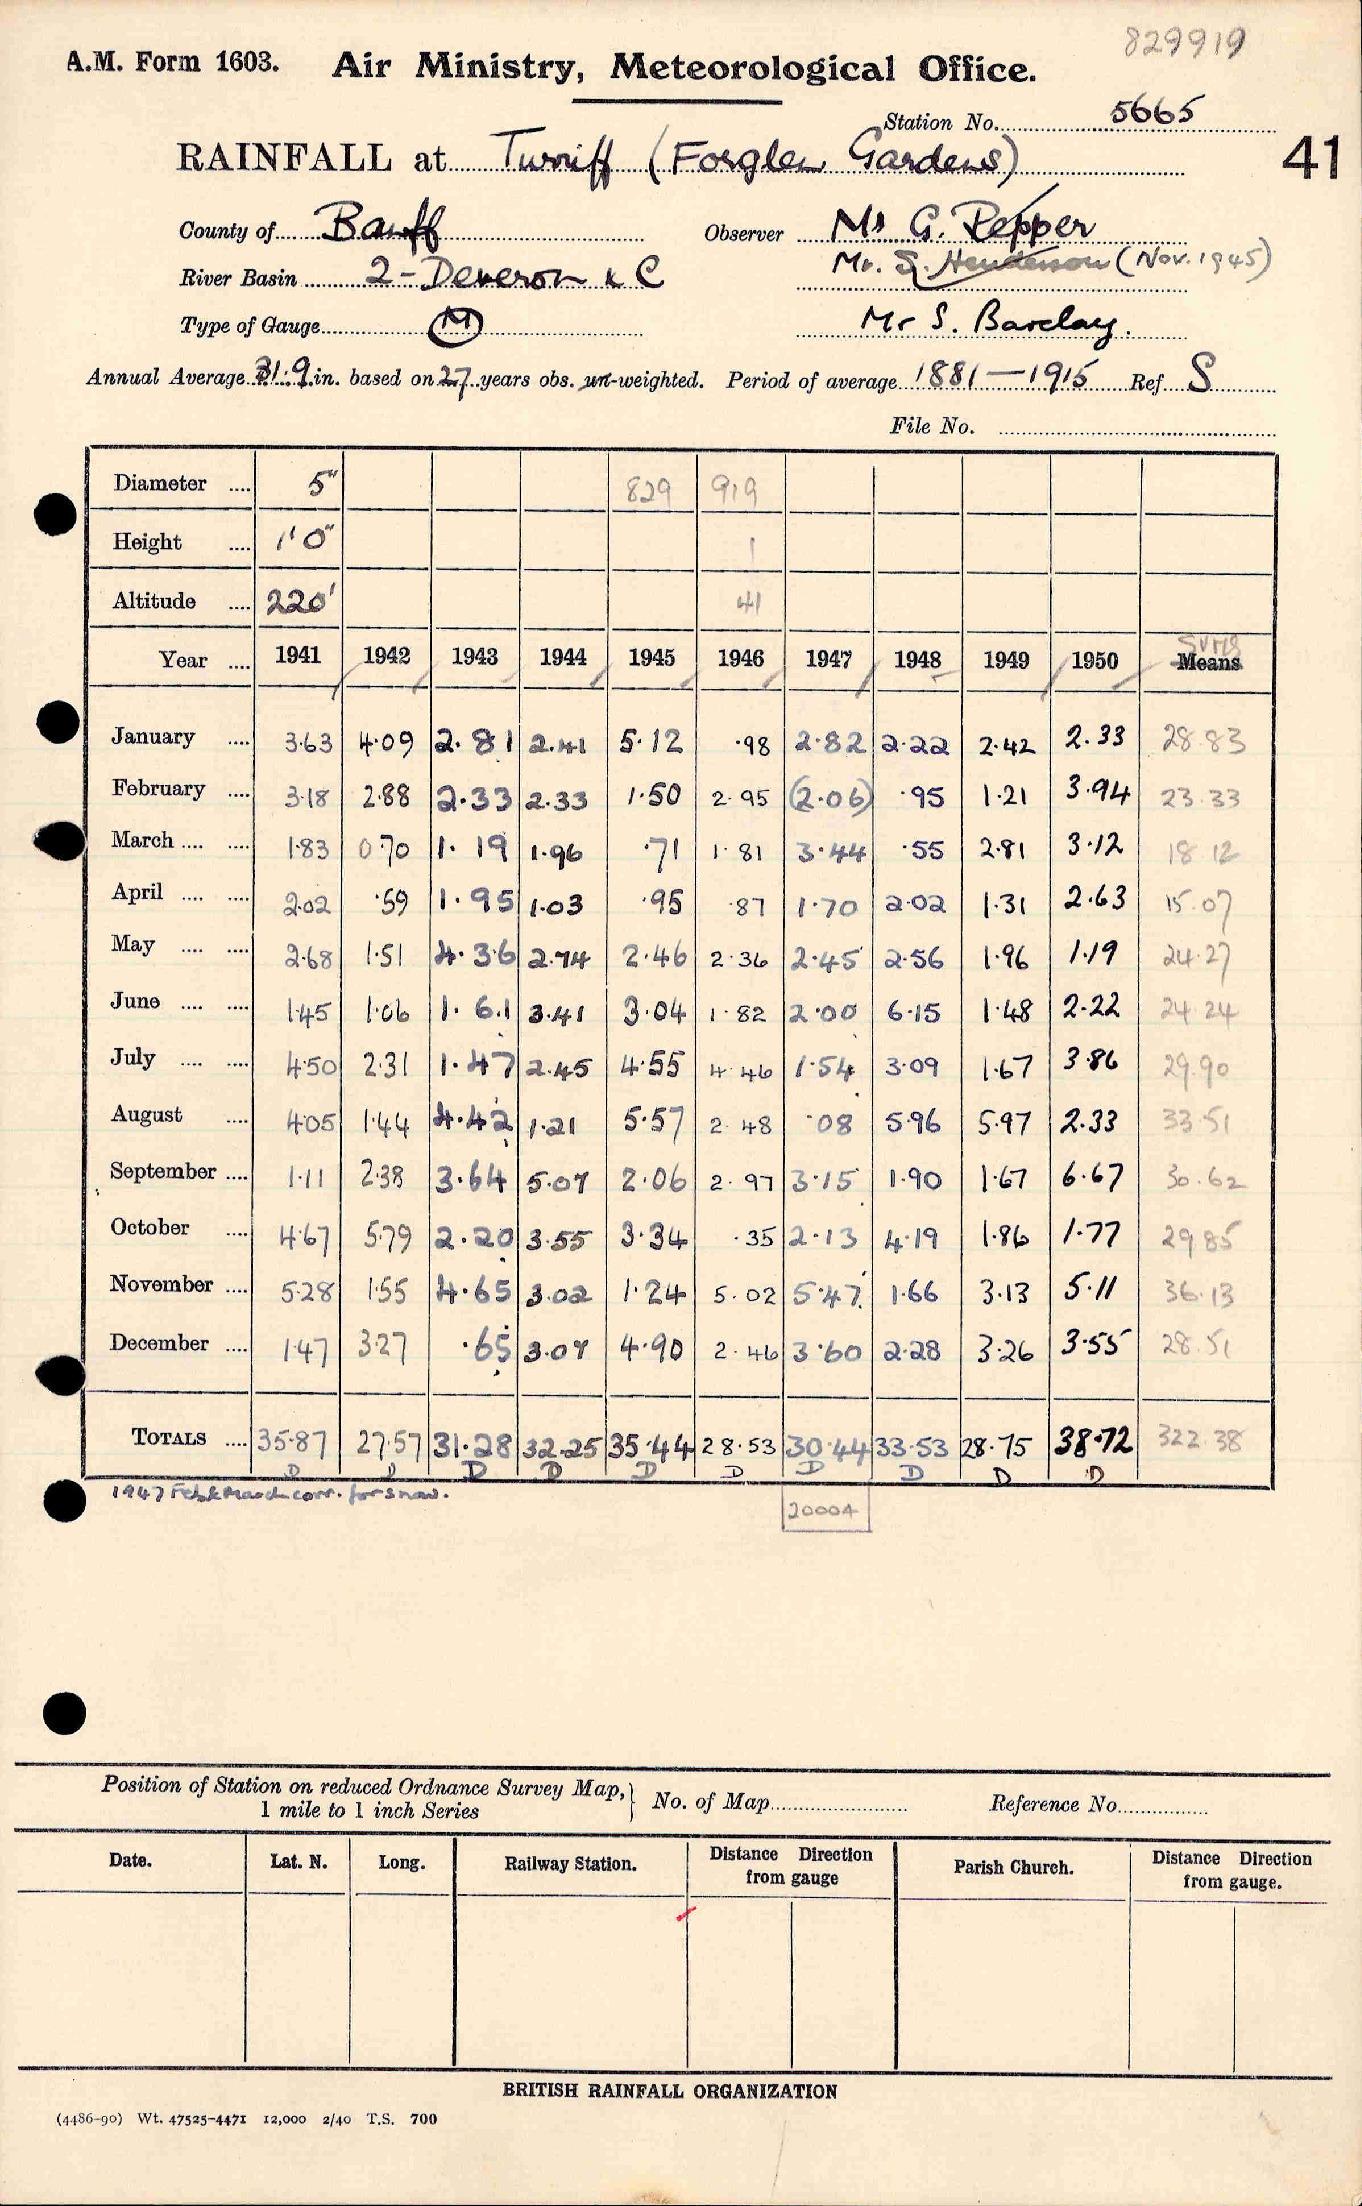 829919
A.M. Form 1603. Air Ministry, Meteorological Office.
Station No. 5665
RAINFALL at Turriff (Forglen Gardens) 41
County of Banff Observer Mr G. Pepper
Mr. S. Henderson (Nov. 1945)
River Basin 2 - Deveron & C
Type of Gauge M Mr S. Barclay.
Annual Average 31.9 in. based on 27 years obs. un-weighted. Period of average 1881—1915 Ref. S
File No.
Diameter .... 5" 829 919
Height .... 1'0" 1
Altitude .... 220' 41
Sums
Year .... 1941 1942 1943 1944 1945 1946 1947 1948 1949 1950 Means
January .... 3.63 4.09 2.81 2.41 5.12 .98 2.82 2.22 2.42 2.33 28.83
February .... 3.18 2.88 2.33 2.33 1.50 2.95 (2.06) .95 1.21 3.94 23.33
March .... .... 1.83 0.70 1.19 1.96 .71 1.81 3.44 .55 2.81 3.12 18.12
April .... .... 2.02 .59 1.95 1.03 .95 .87 1.70 2.02 1.31 2.63 15.07
May .... .... 2.68 1.51 4.36 2.74 2.46 2.36 2.45 2.56 1.96 1.19 24.27
June .... .... 1.45 1.06 1.61 3.41 3.04 1.82 2.00 6.15 1.48 2.22 24.24
July .... .... 4.50 2.31 1.47 2.45 4.55 4.46 1.54 3.09 1.67 3.86 29.90
August .... 4.05 1.44 4.42 1.21 5.57 2.48 .08 5.96 5.97 2.33 33.51
September .... 1.11 2.38 3.64 5.07 2.06 2.97 3.15 1.90 1.67 6.67 30.62
October .... 4.67 5.79 2.20 3.55 3.34 .35 2.13 4.19 1.86 1.77 29.85
November .... 5.28 1.55 4.65 3.02 1.24 5.02 5.47 1.66 3.13 5.11 36.13
December .... 1.47 3.27 .65 3.07 4.90 2.46 3.60 2.28 3.26 3.55 28.51
TOTALS .... 35.87 27.57 31.28 32.25 35.44 28.53 30.44 33.53 28.75 38.72 322.38
D D D D D D D D D D
1947 Feb & March corr. for snow.
20004
Position of Station on reduced Ordnance Survey Map,} No. of Map Reference No.
1 mile to 1 inch Series
Date. Lat. N. Long. Railway Station. Distance Direction from gauge Parish Church. Distance Direction from gauge.
BRITISH RAINFALL ORGANIZATION
(4486-90) Wt. 47525-4471 12,000 2/40 T.S. 700